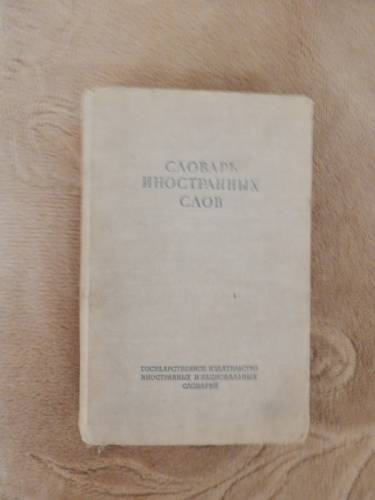 СЛОВАРЬ
ИНОСТРАННЫХ
СЛОВ
ГОСУДАРСТВЕННОЕ ИЗДАТЕЛЬСТВО
ИНОСТРАННЫХ И НАЦИОНАЛЬНЫХ
СЛОВАРЕЙ